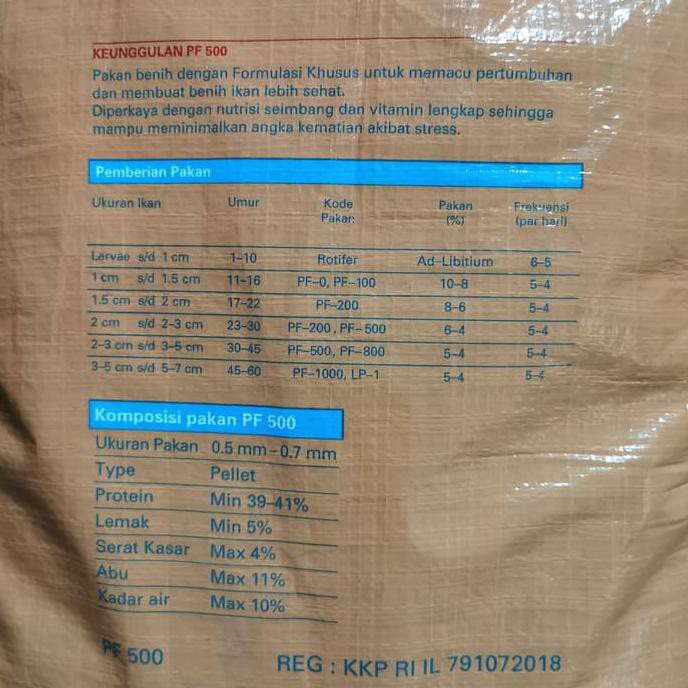 KEUNGGULAN PF 500
Pakan benih dengan Formulasi Khusus untuk memacu pertumbuhan
dan membuat benih ikan lebih sehat.
Diperkaya dengan nutrisi seimbang dan vitamin lengkap sehingga
mampu meminimalkan angka kematian akibat stress.
Pemberian Pakan
Ukuran Ikan Umur Kode Pakan Frekuensi
Pakan: (%) (per hari)
Larvae s/d 1 cm 1-10 Rotifer Ad-Libitium 6-5
1 cm s/d 1.5 cm 11-16 PF-0, PF-100 10-8 5-4
1.5 cm s/d 2 cm 17-22 PF-200 8-6 5-4
2 cm s/d 2-3 cm 23-30 PF-200, PF-500 6-4 5-4
2-3 cm s/d 3-5 cm 30-45 PF-500, PF-800 5-4 5-4
3-5 cm s/d 5-7 cm 45-60 PF-1000, LP-1 5-4 5-4
Komposisi pakan PF 500
Ukuran Pakan 0.5 mm-0.7 mm
Type Pellet
Protein Min 39-41%
Lemak Min 5%
Serat Kasar Max 4%
Abu Max 11%
Kadar air Max 10%
PF 500
REG : KKP RI IL 791072018